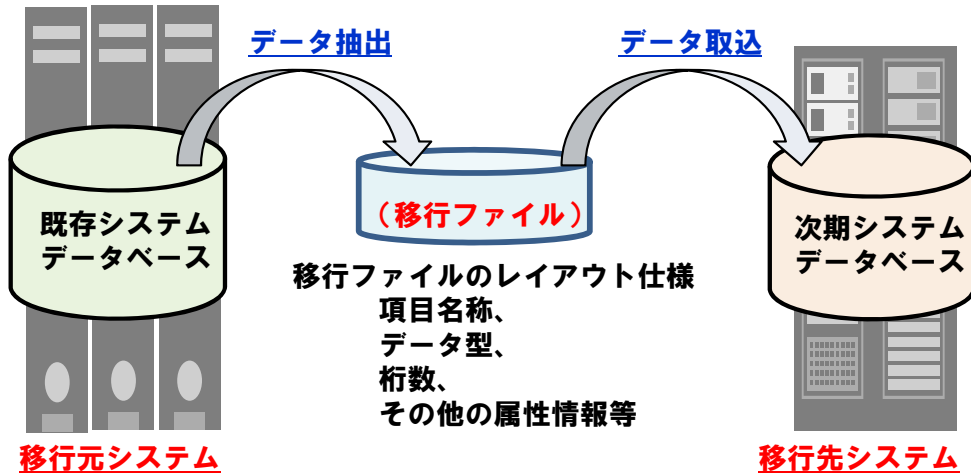 データ抽出
データ取込
既存システム
データベース
（移行ファイル）
次期システム
データベース
移行ファイルのレイアウト仕様
項目名称、
データ型、
桁数、
その他の属性情報等
移行元システム
移行先システム